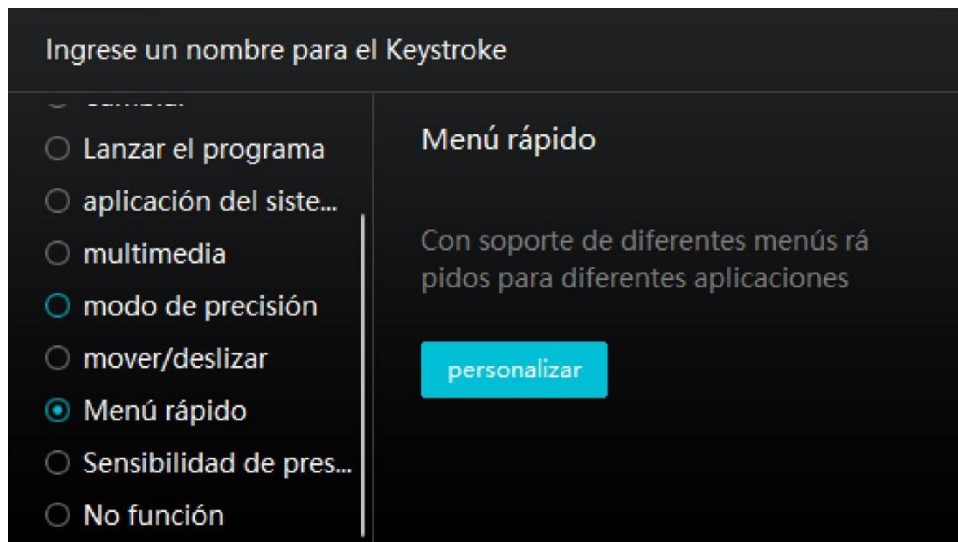 Ingrese un nombre para el Keystroke
Lanzar el programa
aplicación del siste...
multimedia
modo de precisión
mover/deslizar
Menú rápido
Sensibilidad de pres...
No función
Menú rápido
Con soporte de diferentes menús rá
pidos para diferentes aplicaciones
personalizar